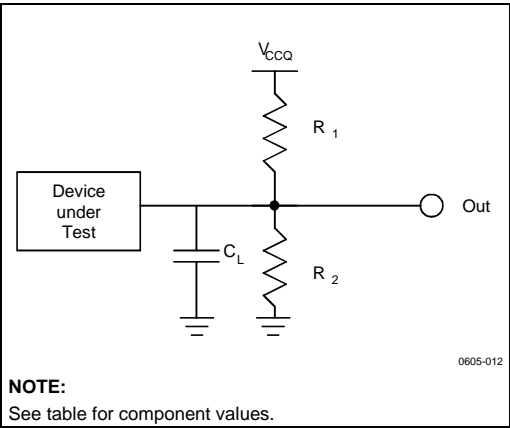 V_CCQ
R 1
Device
under
Test
Out
C_L
R 2
0605-012
NOTE:
See table for component values.